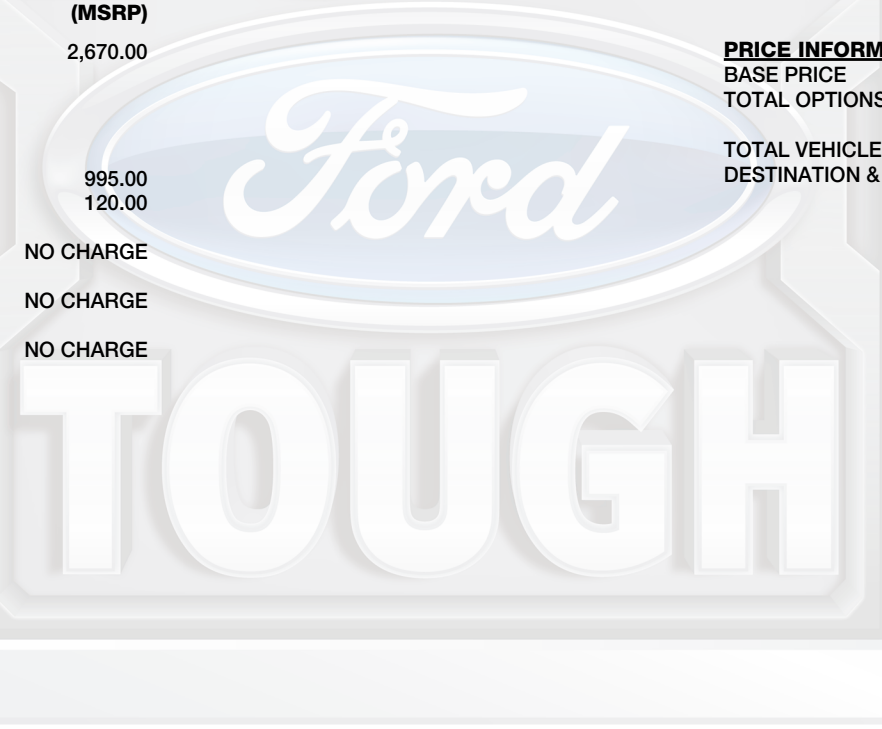 (MSRP)
2,670.00
995.00
120.00
NO CHARGE
NO CHARGE
NO CHARGE
PRICE INFORM
BASE PRICE
TOTAL OPTIONS
TOTAL VEHICLE
DESTINATION &
Ford
TOUGH